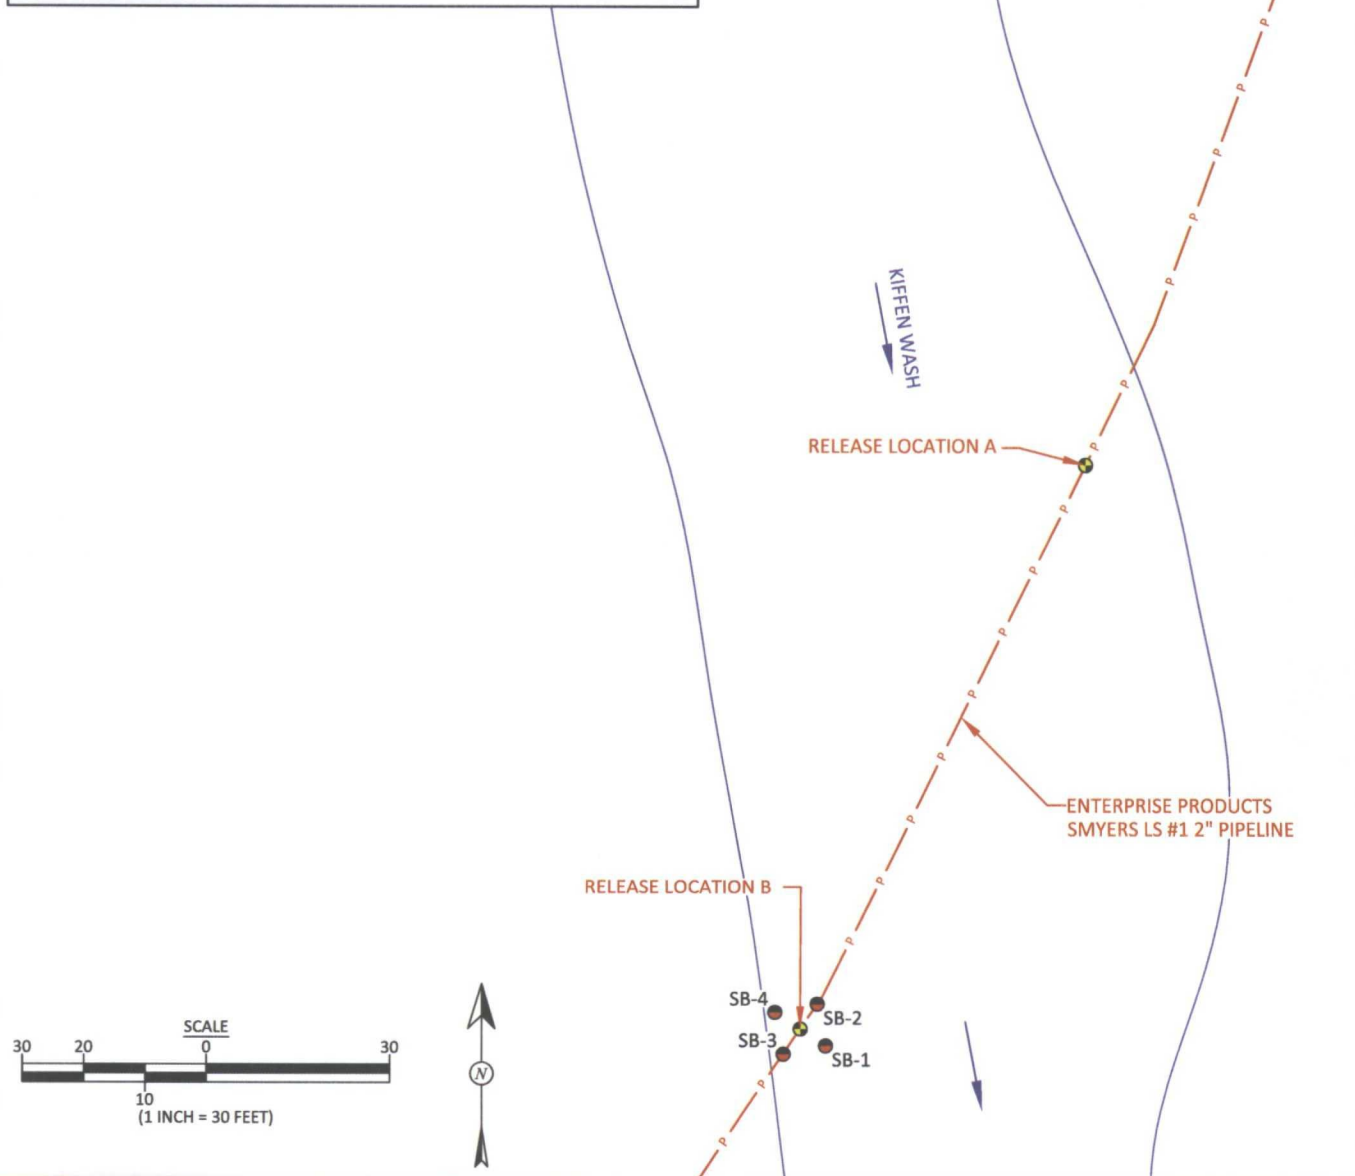 P
P
P
P
P
KIFFEN WASH
P
RELEASE LOCATION A
P
P
P
P
P
P
ENTERPRISE PRODUCTS
SMYERS LS #1 2" PIPELINE
P
P
RELEASE LOCATION B
P
SB-4
SB-2
SB-3
SB-1
SCALE
30 20 0 30
10
(1 INCH = 30 FEET)
N
P
P